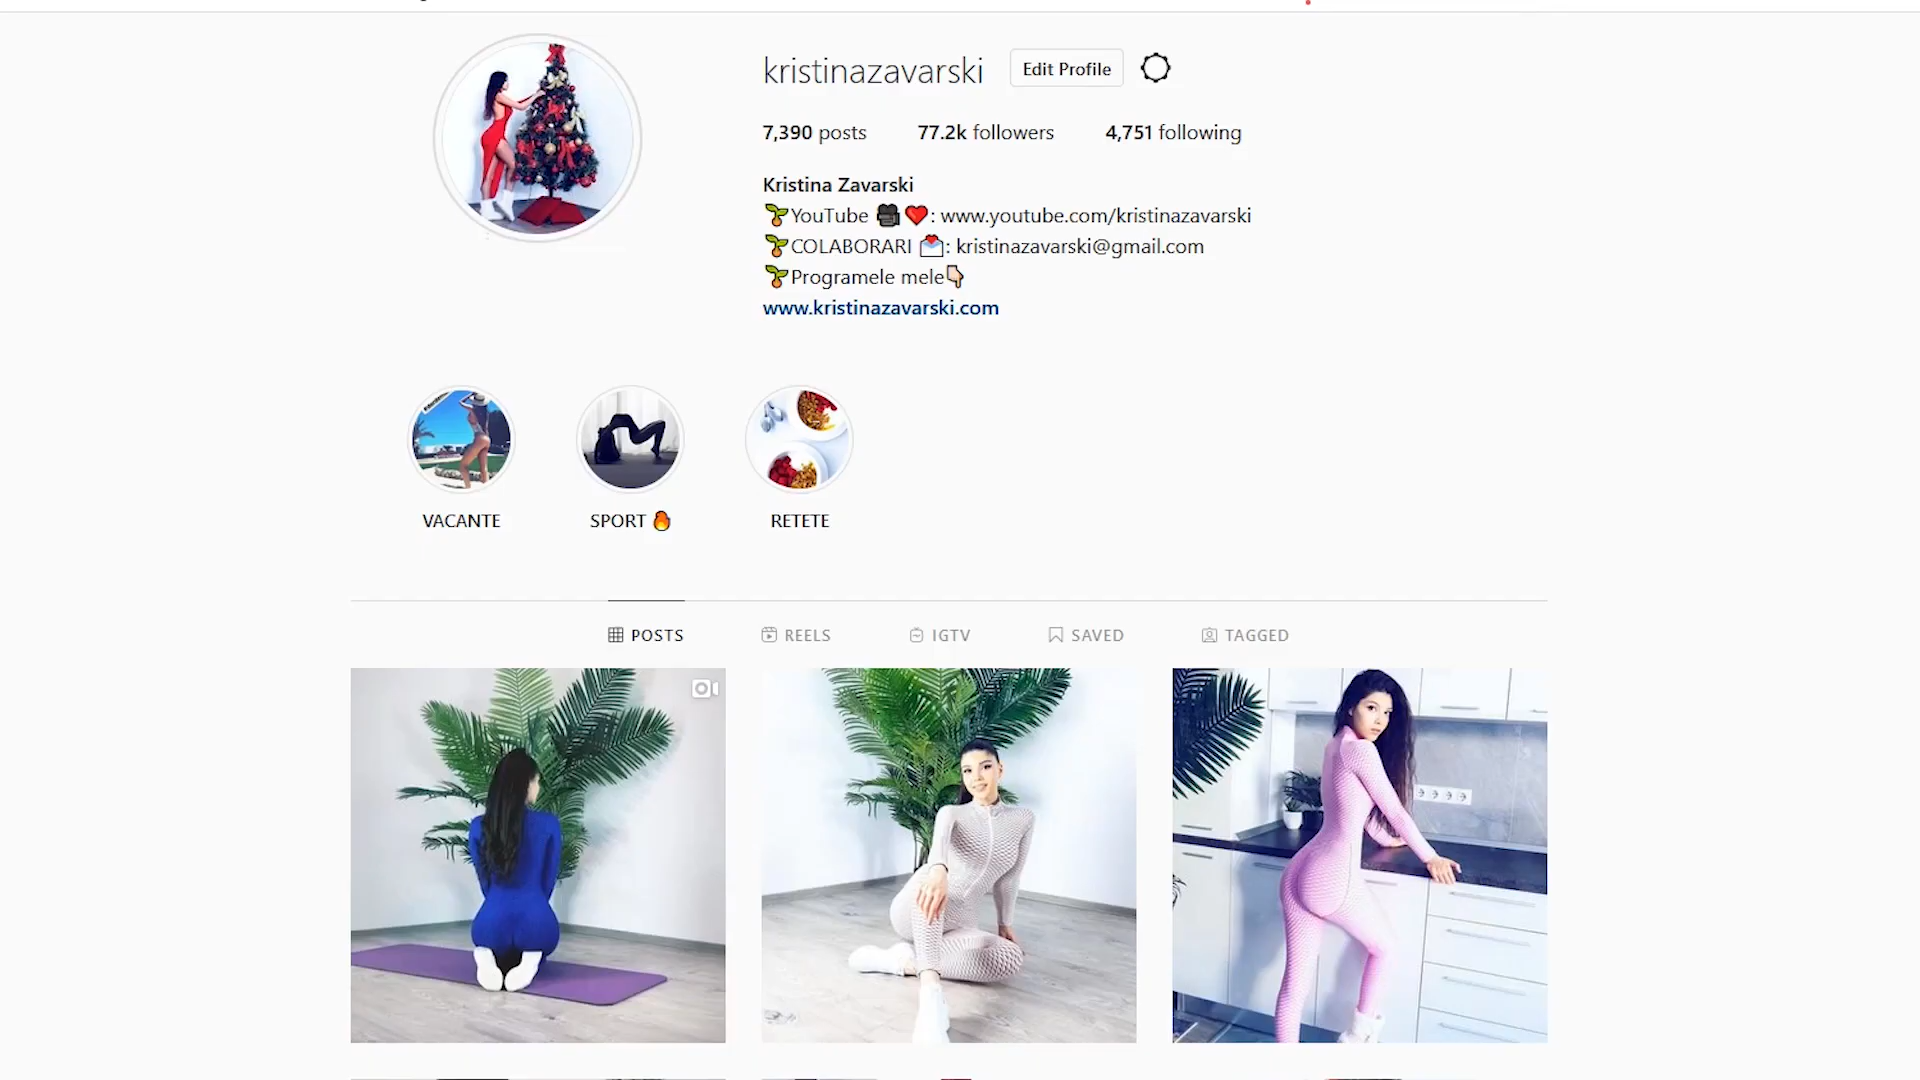 kristinazavarski Edit Profile
7,390 posts 77.2k followers 4,751 following
Kristina Zavarski
🌱YouTube 🎥❤️: www.youtube.com/kristinazavarski
🌱COLABORARI 💌: kristinazavarski@gmail.com
🌱Programele mele👇🏻
www.kristinazavarski.com
VACANTE SPORT 🔥 RETETE
POSTS REELS IGTV SAVED TAGGED